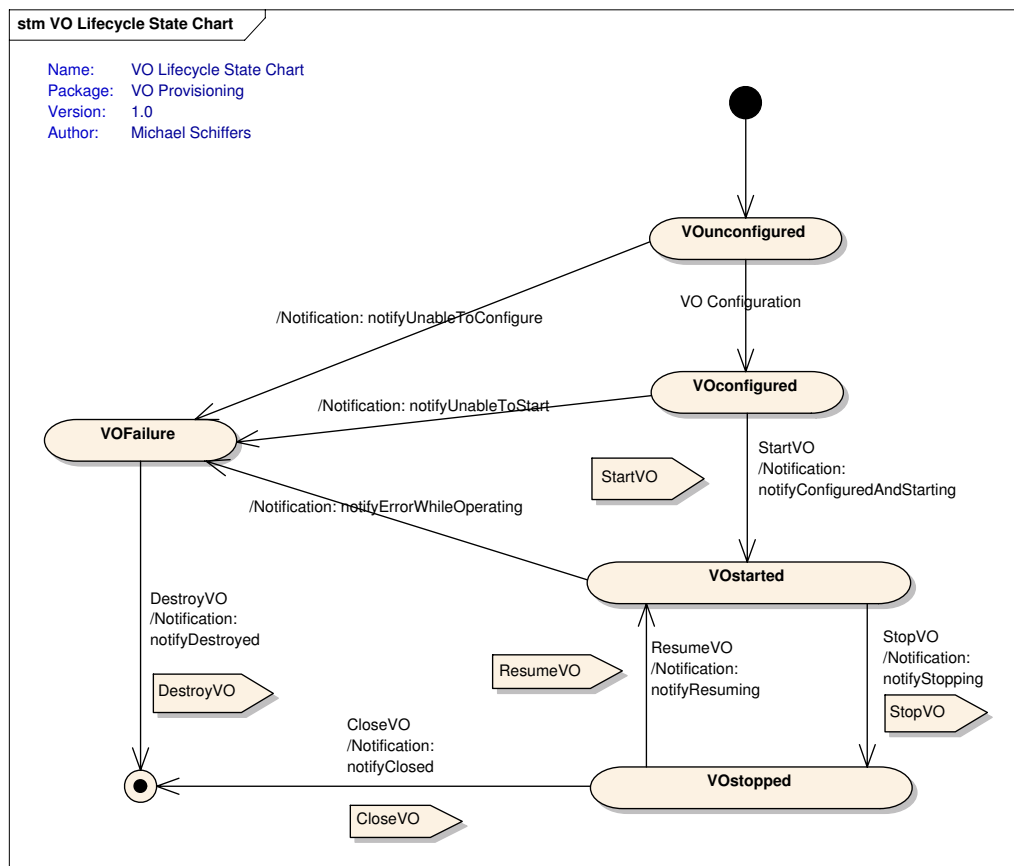 stm VO Lifecycle State Chart
Name: VO Lifecycle State Chart
Package: VO Provisioning
Version: 1.0
Author: Michael Schiffers
VOunconfigured
VO Configuration
/Notification: notifyUnableToConfigure
VOconfigured
/Notification: notifyUnableToStart
VOFailure
StartVO
/Notification:
notifyConfiguredAndStarting
StartVO
/Notification: notifyErrorWhileOperating
VOstarted
DestroyVO
/Notification:
notifyDestroyed
DestroyVO
ResumeVO
ResumeVO
/Notification:
notifyResuming
StopVO
/Notification:
notifyStopping
StopVO
CloseVO
/Notification:
notifyClosed
VOstopped
CloseVO